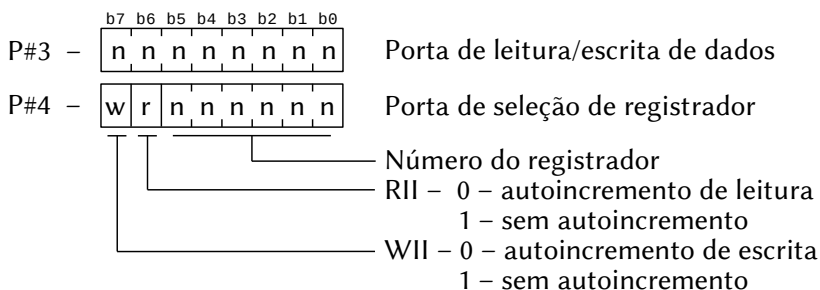 b7 b6 b5 b4 b3 b2 b1 b0
P#3 – n n n n n n n n Porta de leitura/escrita de dados
P#4 – w r n n n n n n Porta de seleção de registrador
Número do registrador
RII – 0 – autoincremento de leitura
1 – sem autoincremento
WII – 0 – autoincremento de escrita
1 – sem autoincremento